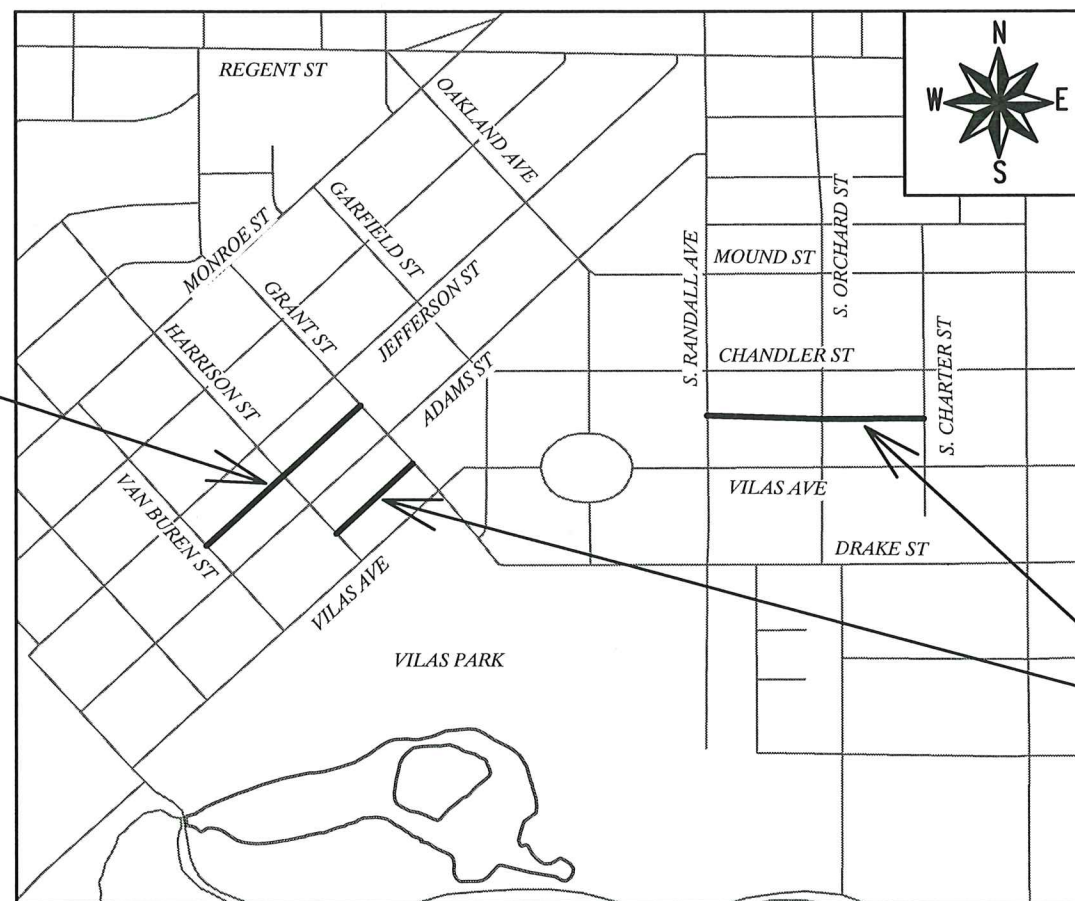 N
REGENT ST
OAKLAND AVE
W
E
S
GARFIELD ST
MONROE ST
S. ORCHARD ST
S. RANDALL AVE
MOUND ST
GRANT ST
JEFFERSON ST
HARRISON ST
CHANDLER ST
S. CHARTER ST
ADAMS ST
VAN BUREN ST
VILAS AVE
DRAKE ST
VILAS AVE
VILAS PARK